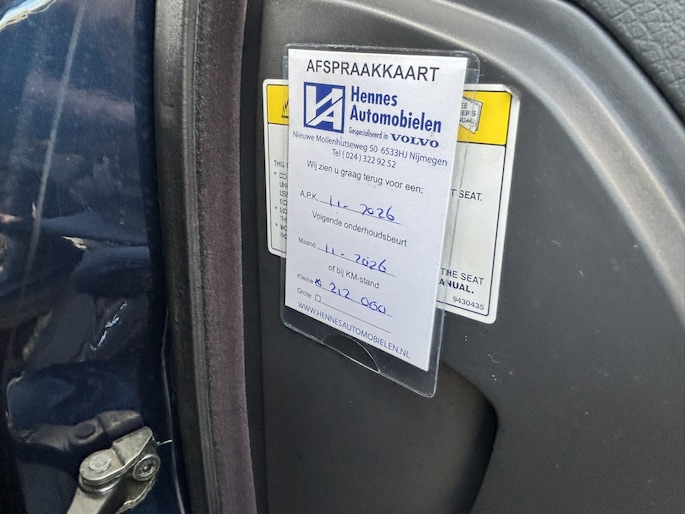 AFSPRAAKKAART
Hennes
Automobielen
Gespecialiseerd in VOLVO
Nieuwe Mollenhutseweg 50 6533HJ Nijmegen
Tel (024) 322 92 52
Wij zien u graag terug voor een:
A.P.K. 11 - 2026
Volgende onderhoudsbeurt
Maand 11 - 2026
of bij KM-stand
Kleine 212 000
Grote
WWW.HENNESAUTOMOBIELEN.NL
SEAT.
THE SEAT
ANUAL.
9430435